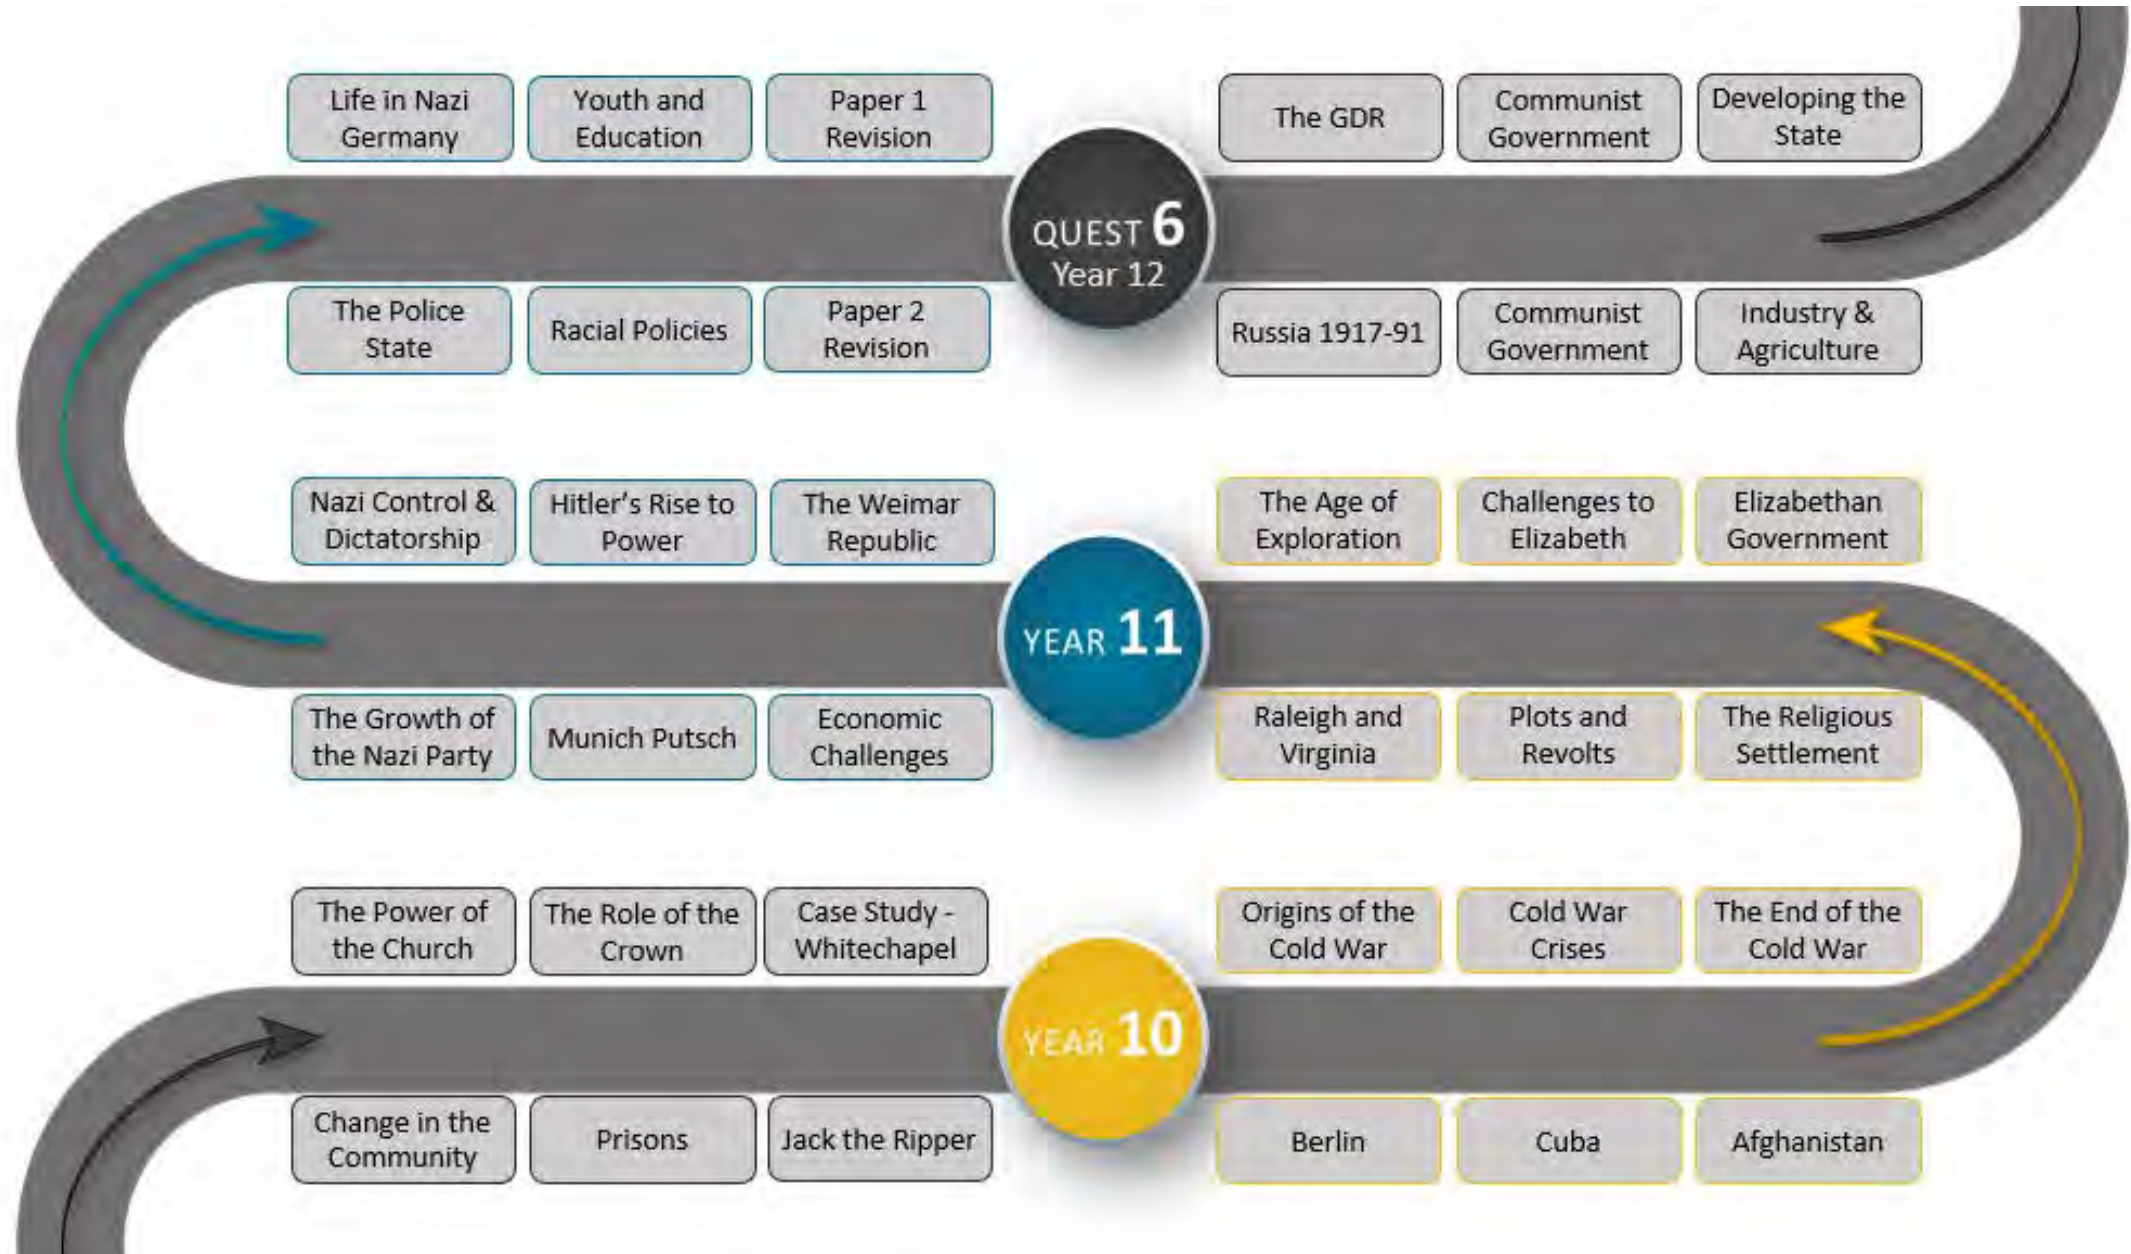 Life in Nazi
Germany
Youth and
Education
Paper 1
Revision
The GDR
Communist
Government
Developing the
State
QUEST 6
Year 12
The Police
State
Racial Policies
Paper 2
Revision
Russia 1917-91
Communist
Government
Industry &
Agriculture
Nazi Control &
Dictatorship
Hitler's Rise to
Power
The Weimar
Republic
The Age of
Exploration
Challenges to
Elizabeth
Elizabethan
Government
YEAR 11
The Growth of
the Nazi Party
Munich Putsch
Economic
Challenges
Raleigh and
Virginia
Plots and
Revolts
The Religious
Settlement
The Power of
the Church
The Role of the
Crown
Case Study -
Whitechapel
Origins of the
Cold War
Cold War
Crises
The End of the
Cold War
YEAR 10
Change in the
Community
Prisons
Jack the Ripper
Berlin
Cuba
Afghanistan